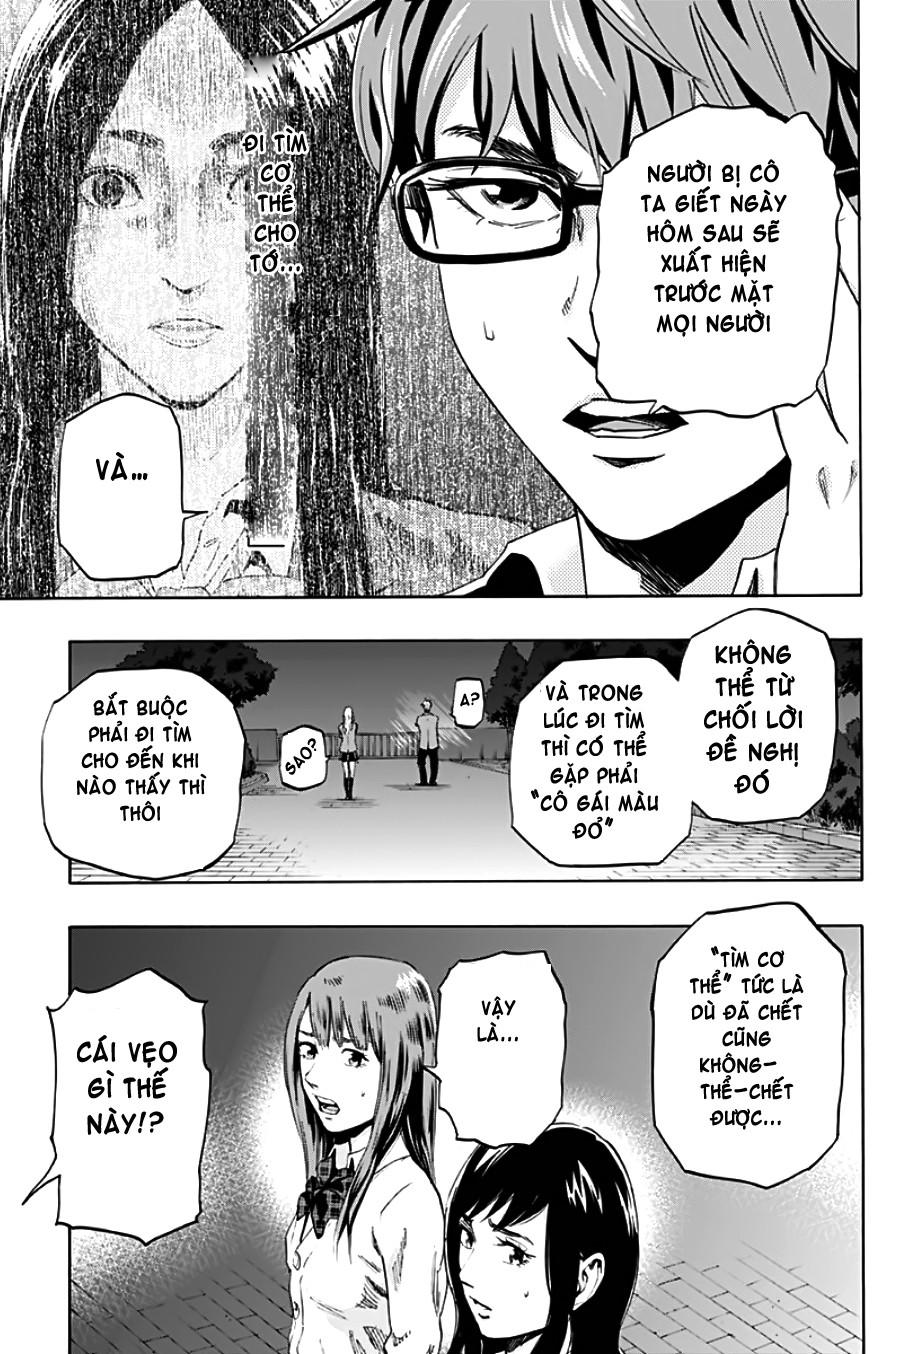 NGƯỜI BỊ CÔ
TA GIẾT NGÀY
HÔM SAU SẼ
XUẤT HIỆN
TRƯỚC MẶT
MỌI NGƯỜI
ĐI TÌM
CƠ
THỂ
CHO
TỚ...
VÀ...
KHÔNG
THỂ TỪ
CHỐI LỜI
ĐỀ NGHỊ
ĐÓ
VÀ TRONG
LÚC ĐI TÌM
THÌ CÓ THỂ
GẶP PHẢI
"CÔ GÁI MÀU
ĐỎ"
A?
SAO?
BẮT BUỘC
PHẢI ĐI TÌM
CHO ĐẾN KHI
NÀO THẤY THÌ
THÔI
"TÌM CƠ
THỂ" TỨC LÀ
DÙ ĐÃ CHẾT
CŨNG
KHÔNG-
THỂ-CHẾT
ĐƯỢC...
VẬY
LÀ...
CÁI VẸO
GÌ THẾ
NÀY!?